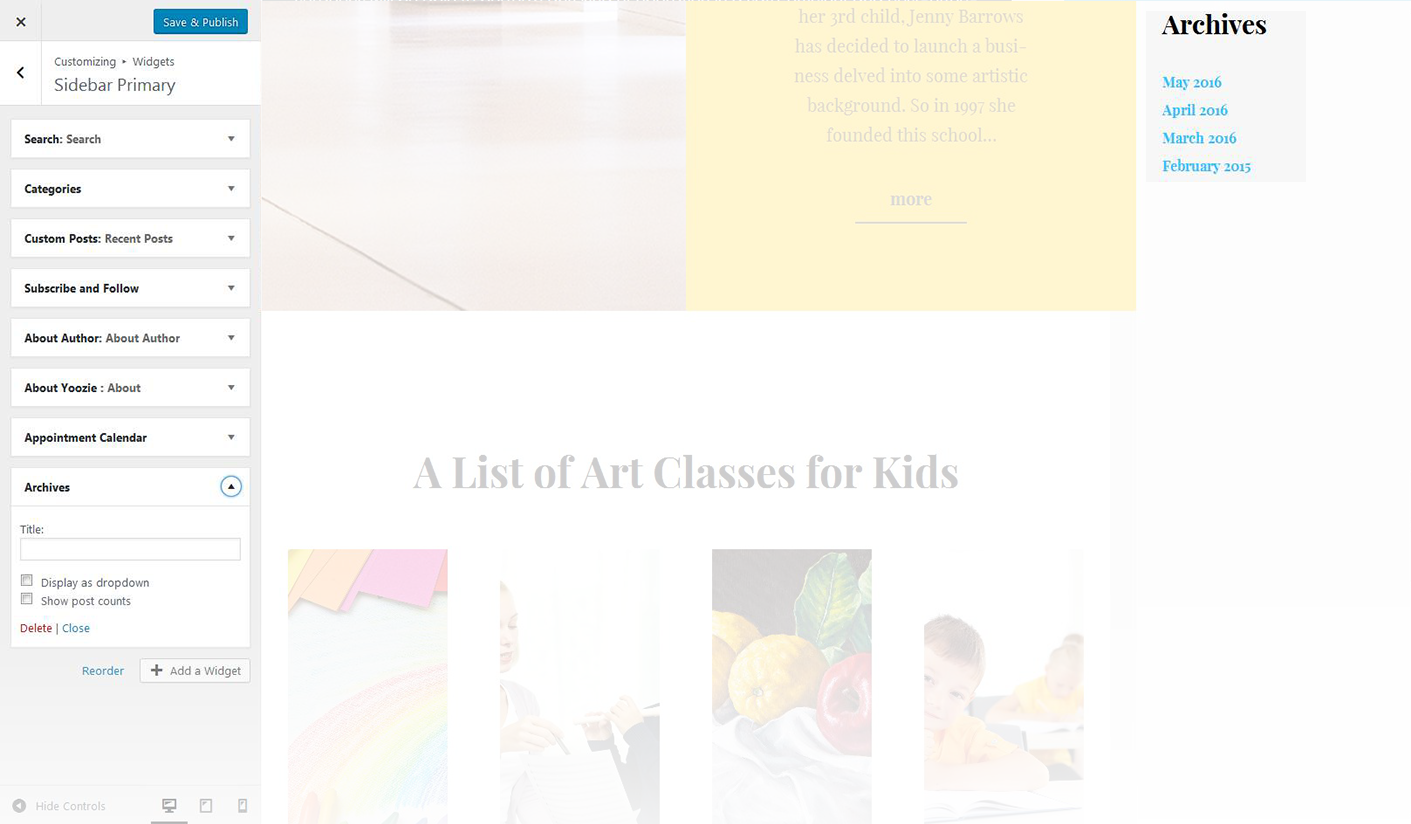 Save & Publish
Customizing ▸ Widgets
Sidebar Primary
Search: Search
Categories
Custom Posts: Recent Posts
Subscribe and Follow
About Author: About Author
About Yoozie : About
Appointment Calendar
Archives
Title:
Display as dropdown
Show post counts
Delete | Close
Reorder
Add a Widget
Hide Controls
her 3rd child, Jenny Barrows
has decided to launch a busi-
ness delved into some artistic
background. So in 1997 she
founded this school...
more
A List of Art Classes for Kids
Archives
May 2016
April 2016
March 2016
February 2015